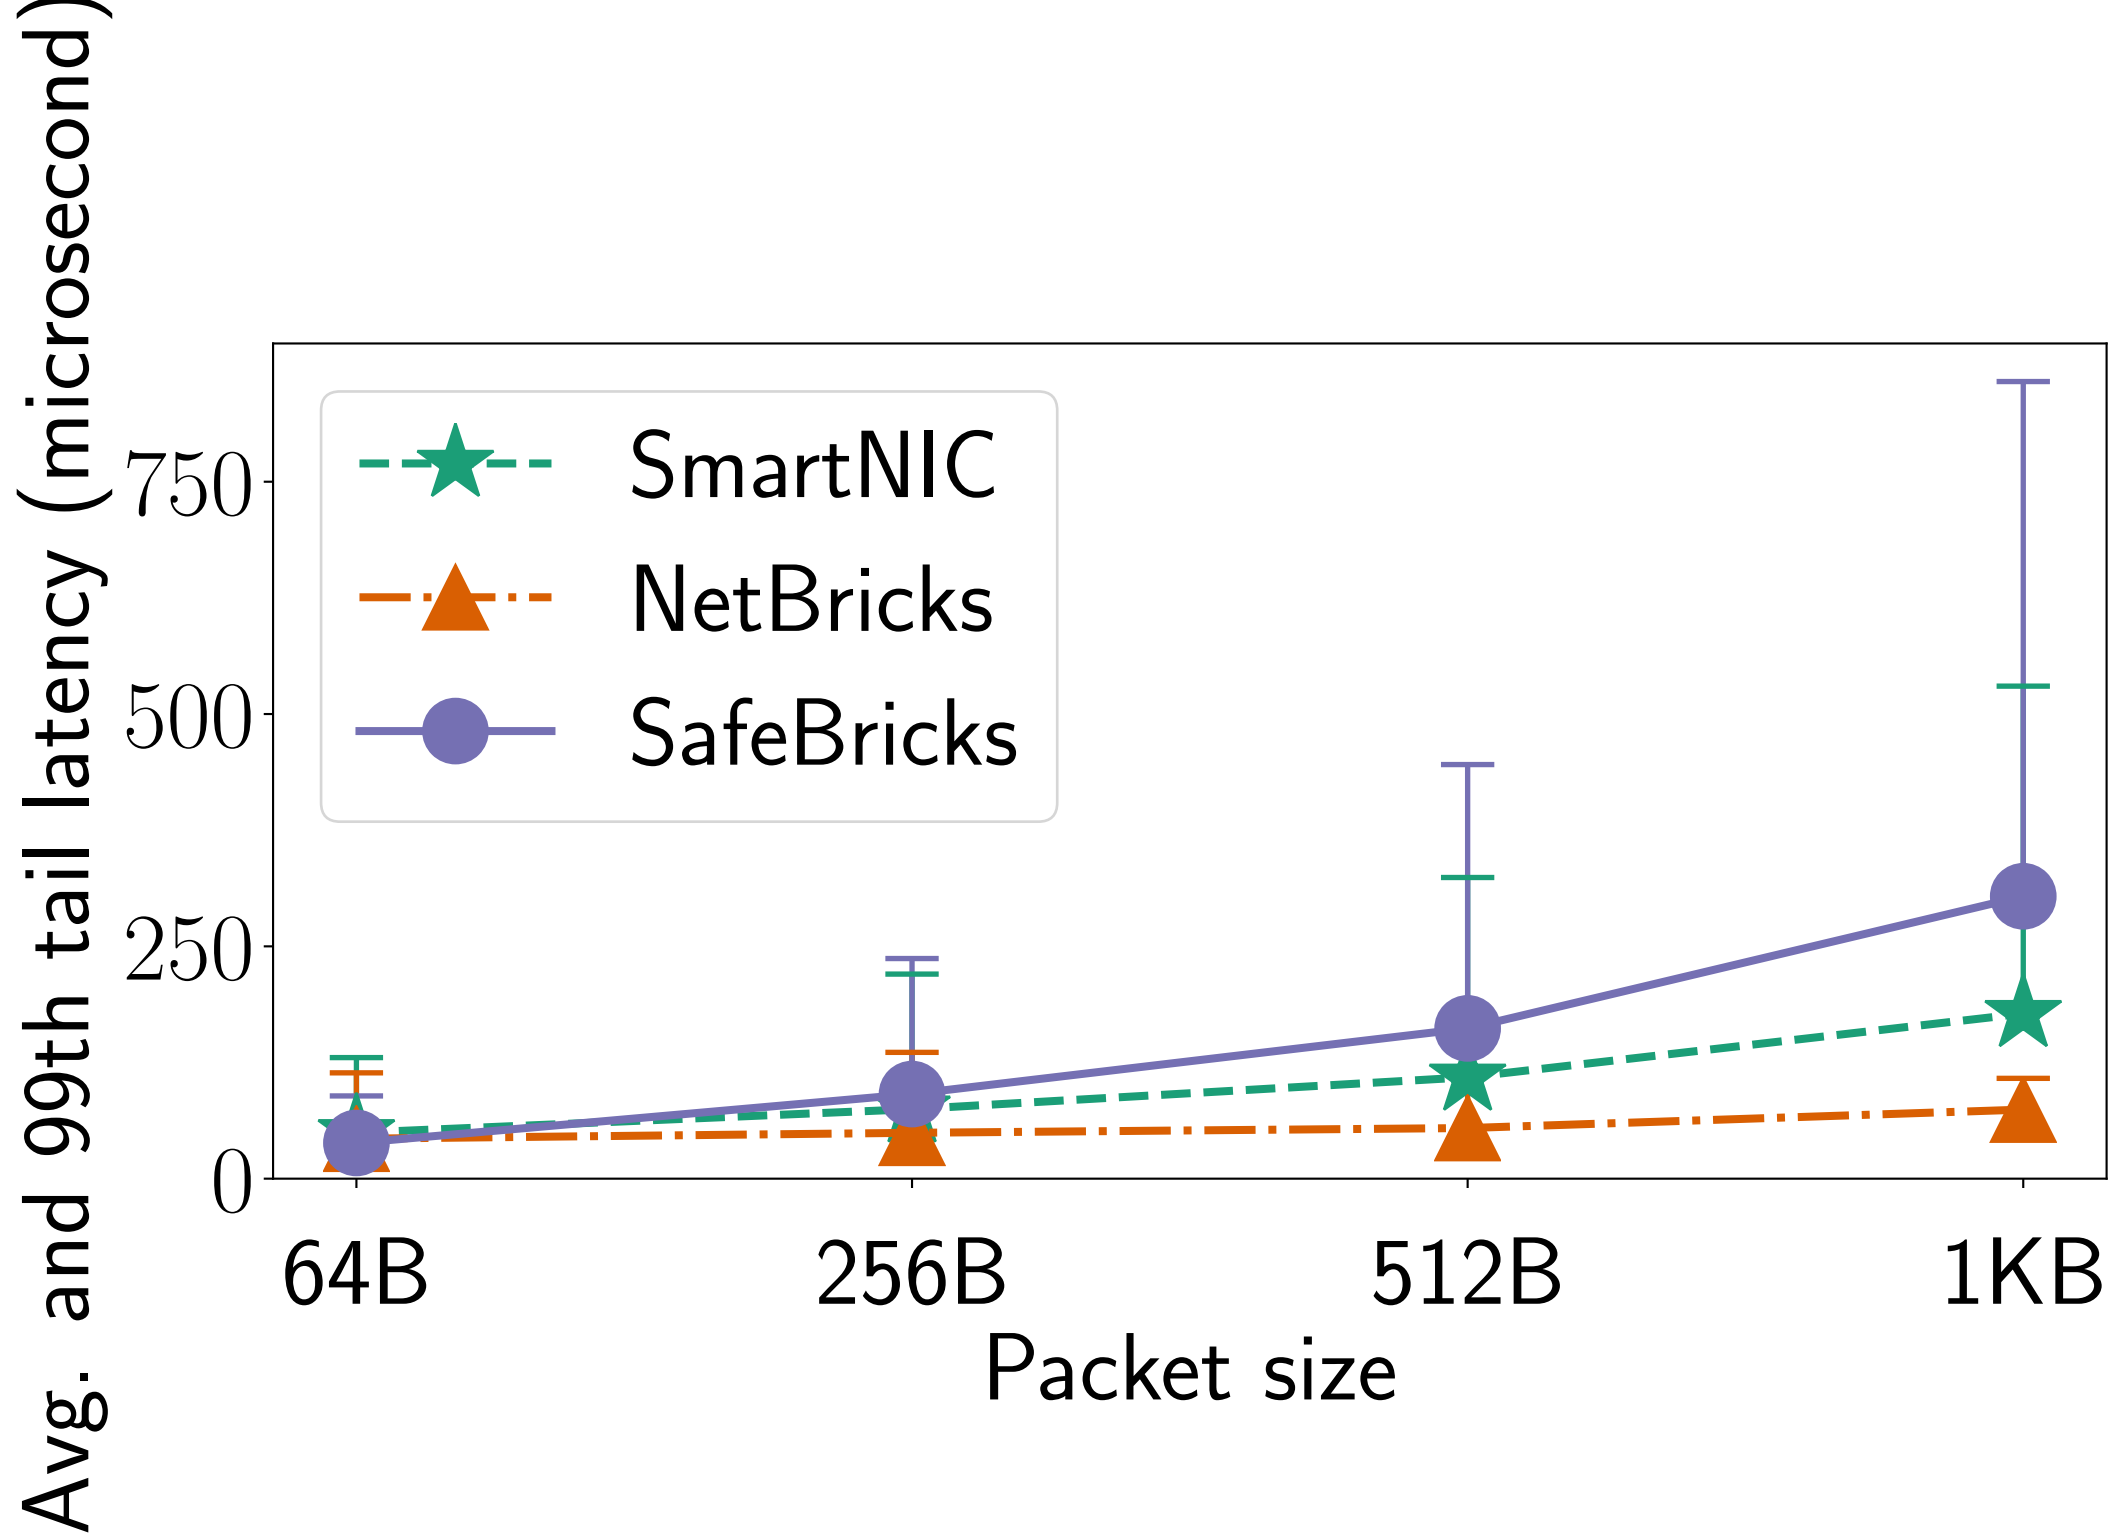 Avg. and 99th tail latency (microsecond)
750
500
250
0
SmartNIC
NetBricks
SafeBricks
64B 256B 512B 1KB
Packet size